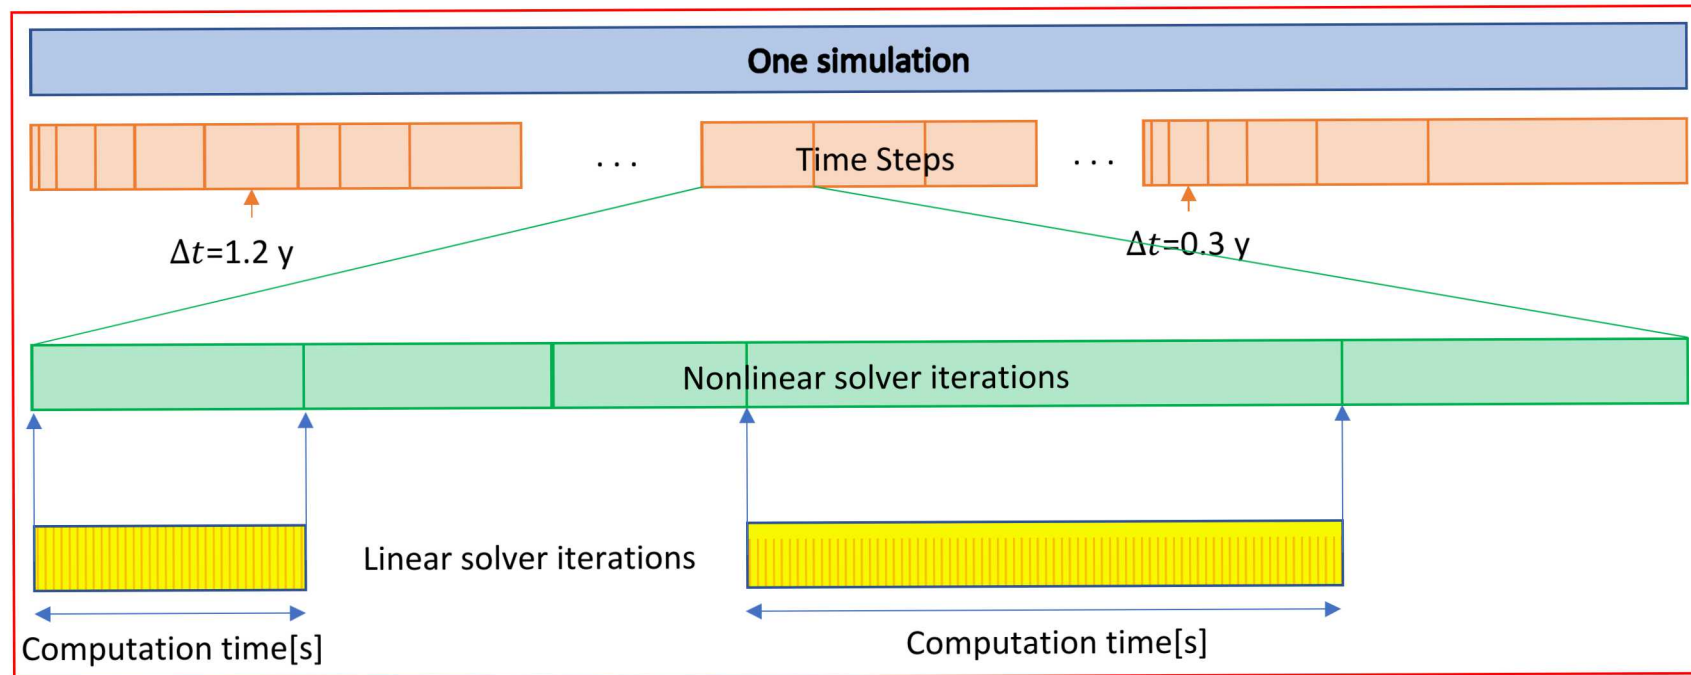 One simulation
. . .
Time Steps
. . .
Δt=1.2 y
Δt=0.3 y
Nonlinear solver iterations
Linear solver iterations
Computation time[s]
Computation time[s]